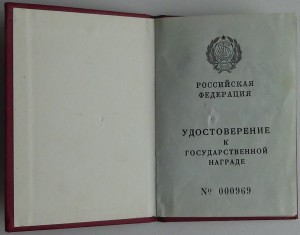 РОССИЙСКАЯ
ФЕДЕРАЦИЯ
УДОСТОВЕРЕНИЕ
К
ГОСУДАРСТВЕННОЙ
НАГРАДЕ
№ 000969